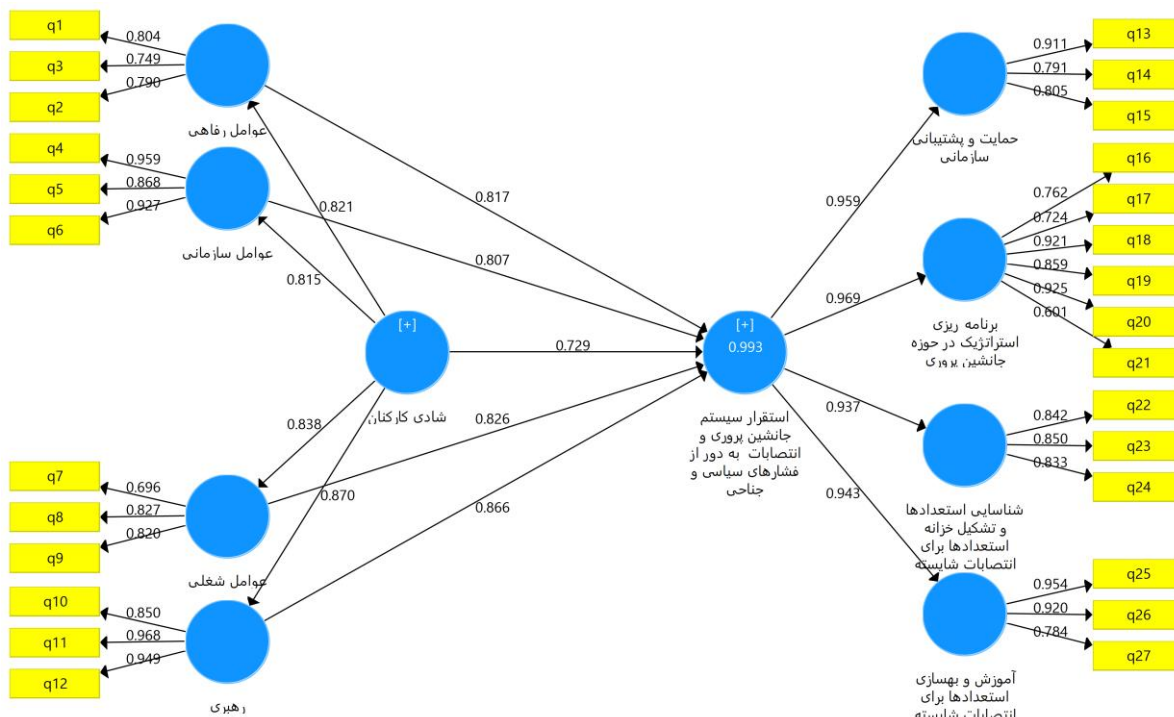 q1
q3
q2
q4
q5
q6
0.804
0.749
0.790
0.959
0.868
0.927
عوامل رفاهی
عوامل سازمانی
0.821
0.815
0.817
0.807
[+]
شادی کارکنان
0.729
0.838
0.870
0.826
0.866
q7
q8
q9
q10
q11
q12
0.696
0.827
0.820
0.850
0.968
0.949
عوامل شغلی
رهبری
[+]
0.993
استقرار سیستم
جانشین پروری و
انتصابات به دور از
فشارهای سیاسی و
جناحی
0.959
0.969
0.937
0.943
حمایت و پشتیبانی
سازمانی
0.911
0.791
0.805
q13
q14
q15
برنامه ریزی
استراتژیک در حوزه
جانشین پروری
0.762
0.724
0.921
0.859
0.925
0.601
q16
q17
q18
q19
q20
q21
شناسایی استعدادها
و تشکیل خزانه
استعدادها برای
انتصابات شایسته
0.842
0.850
0.833
q22
q23
q24
آموزش و بهسازی
استعدادها برای
انتصابات شایسته
0.954
0.920
0.784
q25
q26
q27